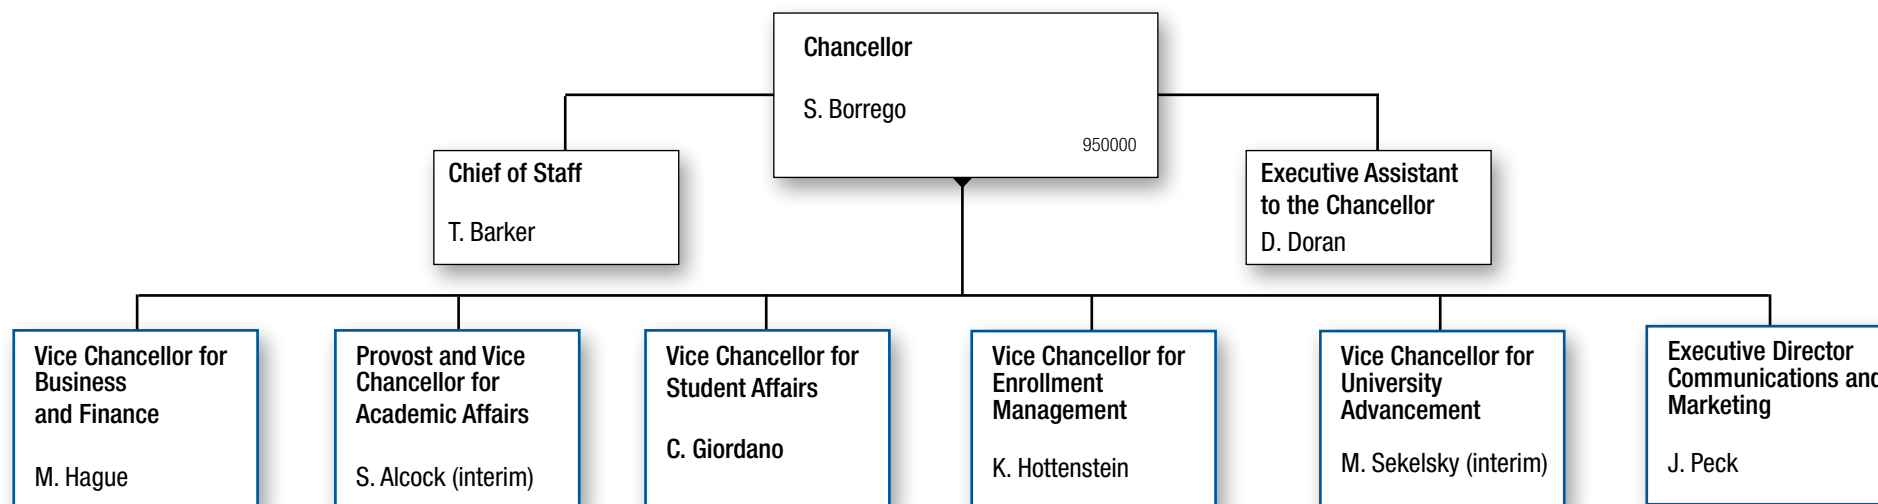 Chancellor
S. Borrego
950000
Chief of Staff
T. Barker
Executive Assistant
to the Chancellor
D. Doran
Vice Chancellor for
Business
and Finance
M. Hague
Provost and Vice
Chancellor for
Academic Affairs
S. Alcock (interim)
Vice Chancellor for
Student Affairs
C. Giordano
Vice Chancellor for
Enrollment
Management
K. Hottenstein
Vice Chancellor for
University
Advancement
M. Sekelsky (interim)
Executive Director
Communications and
Marketing
J. Peck